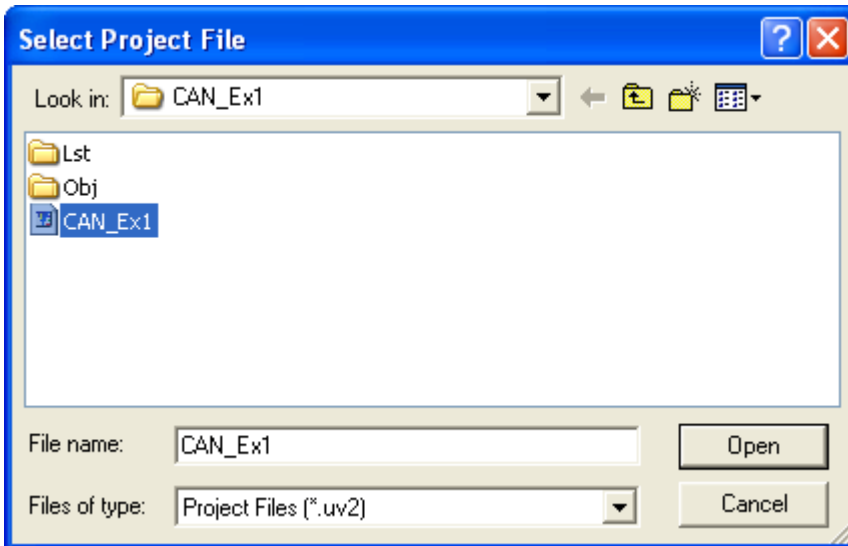 Select Project File
Look in: CAN_Ex1
Lst
Obj
CAN_Ex1
File name: CAN_Ex1 Open
Files of type: Project Files (*.uv2) Cancel